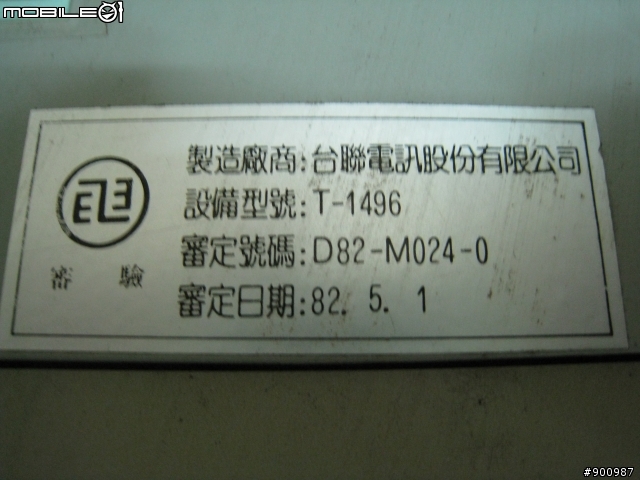 MOBILE01
製造廠商:台聯電訊股份有限公司
設備型號:T-1496
審定號碼:D82-M024-0
審定日期:82. 5. 1
審 驗
#900987